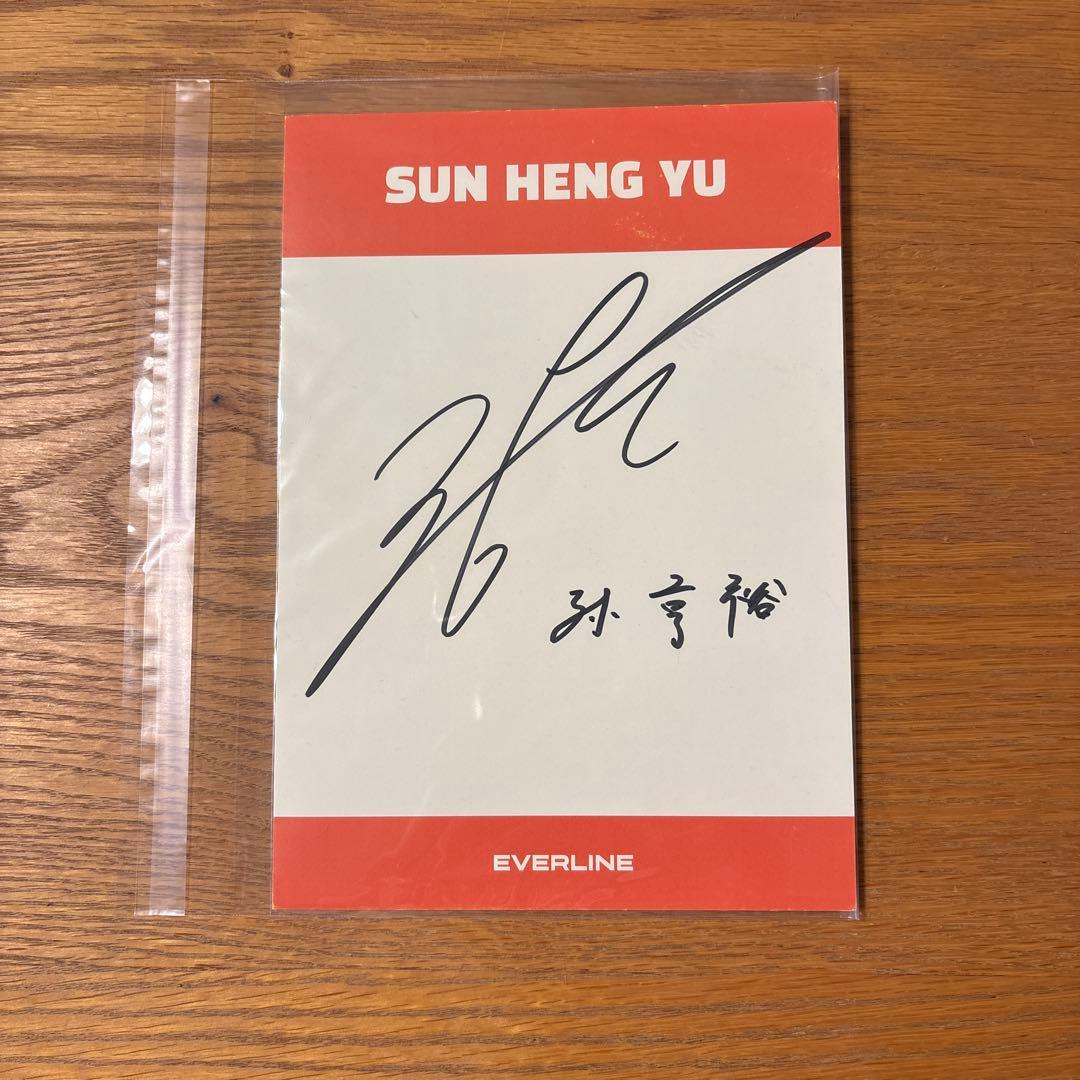 SUN HENG YU
孙亨裕
EVERLINE